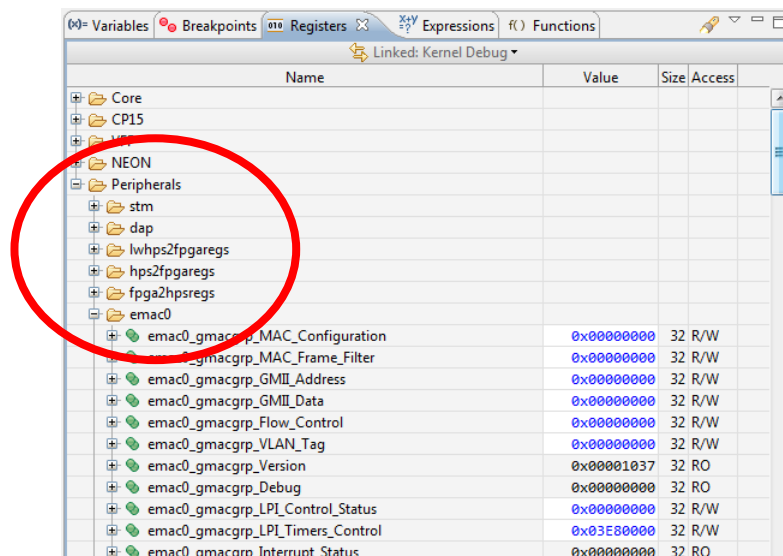 (x)= Variables Breakpoints 010 Registers X+Y =? Expressions f() Functions
Linked: Kernel Debug
Name Value Size Access
Core
CP15
NEON
Peripherals
stm
dap
lwhps2fpgaregs
hps2fpgaregs
fpga2hpsregs
emac0
emac0_gmacgrp_MAC_Configuration 0x00000000 32 R/W
emac0_gmacgrp_MAC_Frame_Filter 0x00000000 32 R/W
emac0_gmacgrp_GMII_Address 0x00000000 32 R/W
emac0_gmacgrp_GMII_Data 0x00000000 32 R/W
emac0_gmacgrp_Flow_Control 0x00000000 32 R/W
emac0_gmacgrp_VLAN_Tag 0x00000000 32 R/W
emac0_gmacgrp_Version 0x00001037 32 RO
emac0_gmacgrp_Debug 0x00000000 32 RO
emac0_gmacgrp_LPI_Control_Status 0x00000000 32 R/W
emac0_gmacgrp_LPI_Timers_Control 0x03E80000 32 R/W
emac0_gmacgrp_Interrupt_Status 0x00000000 32 RO